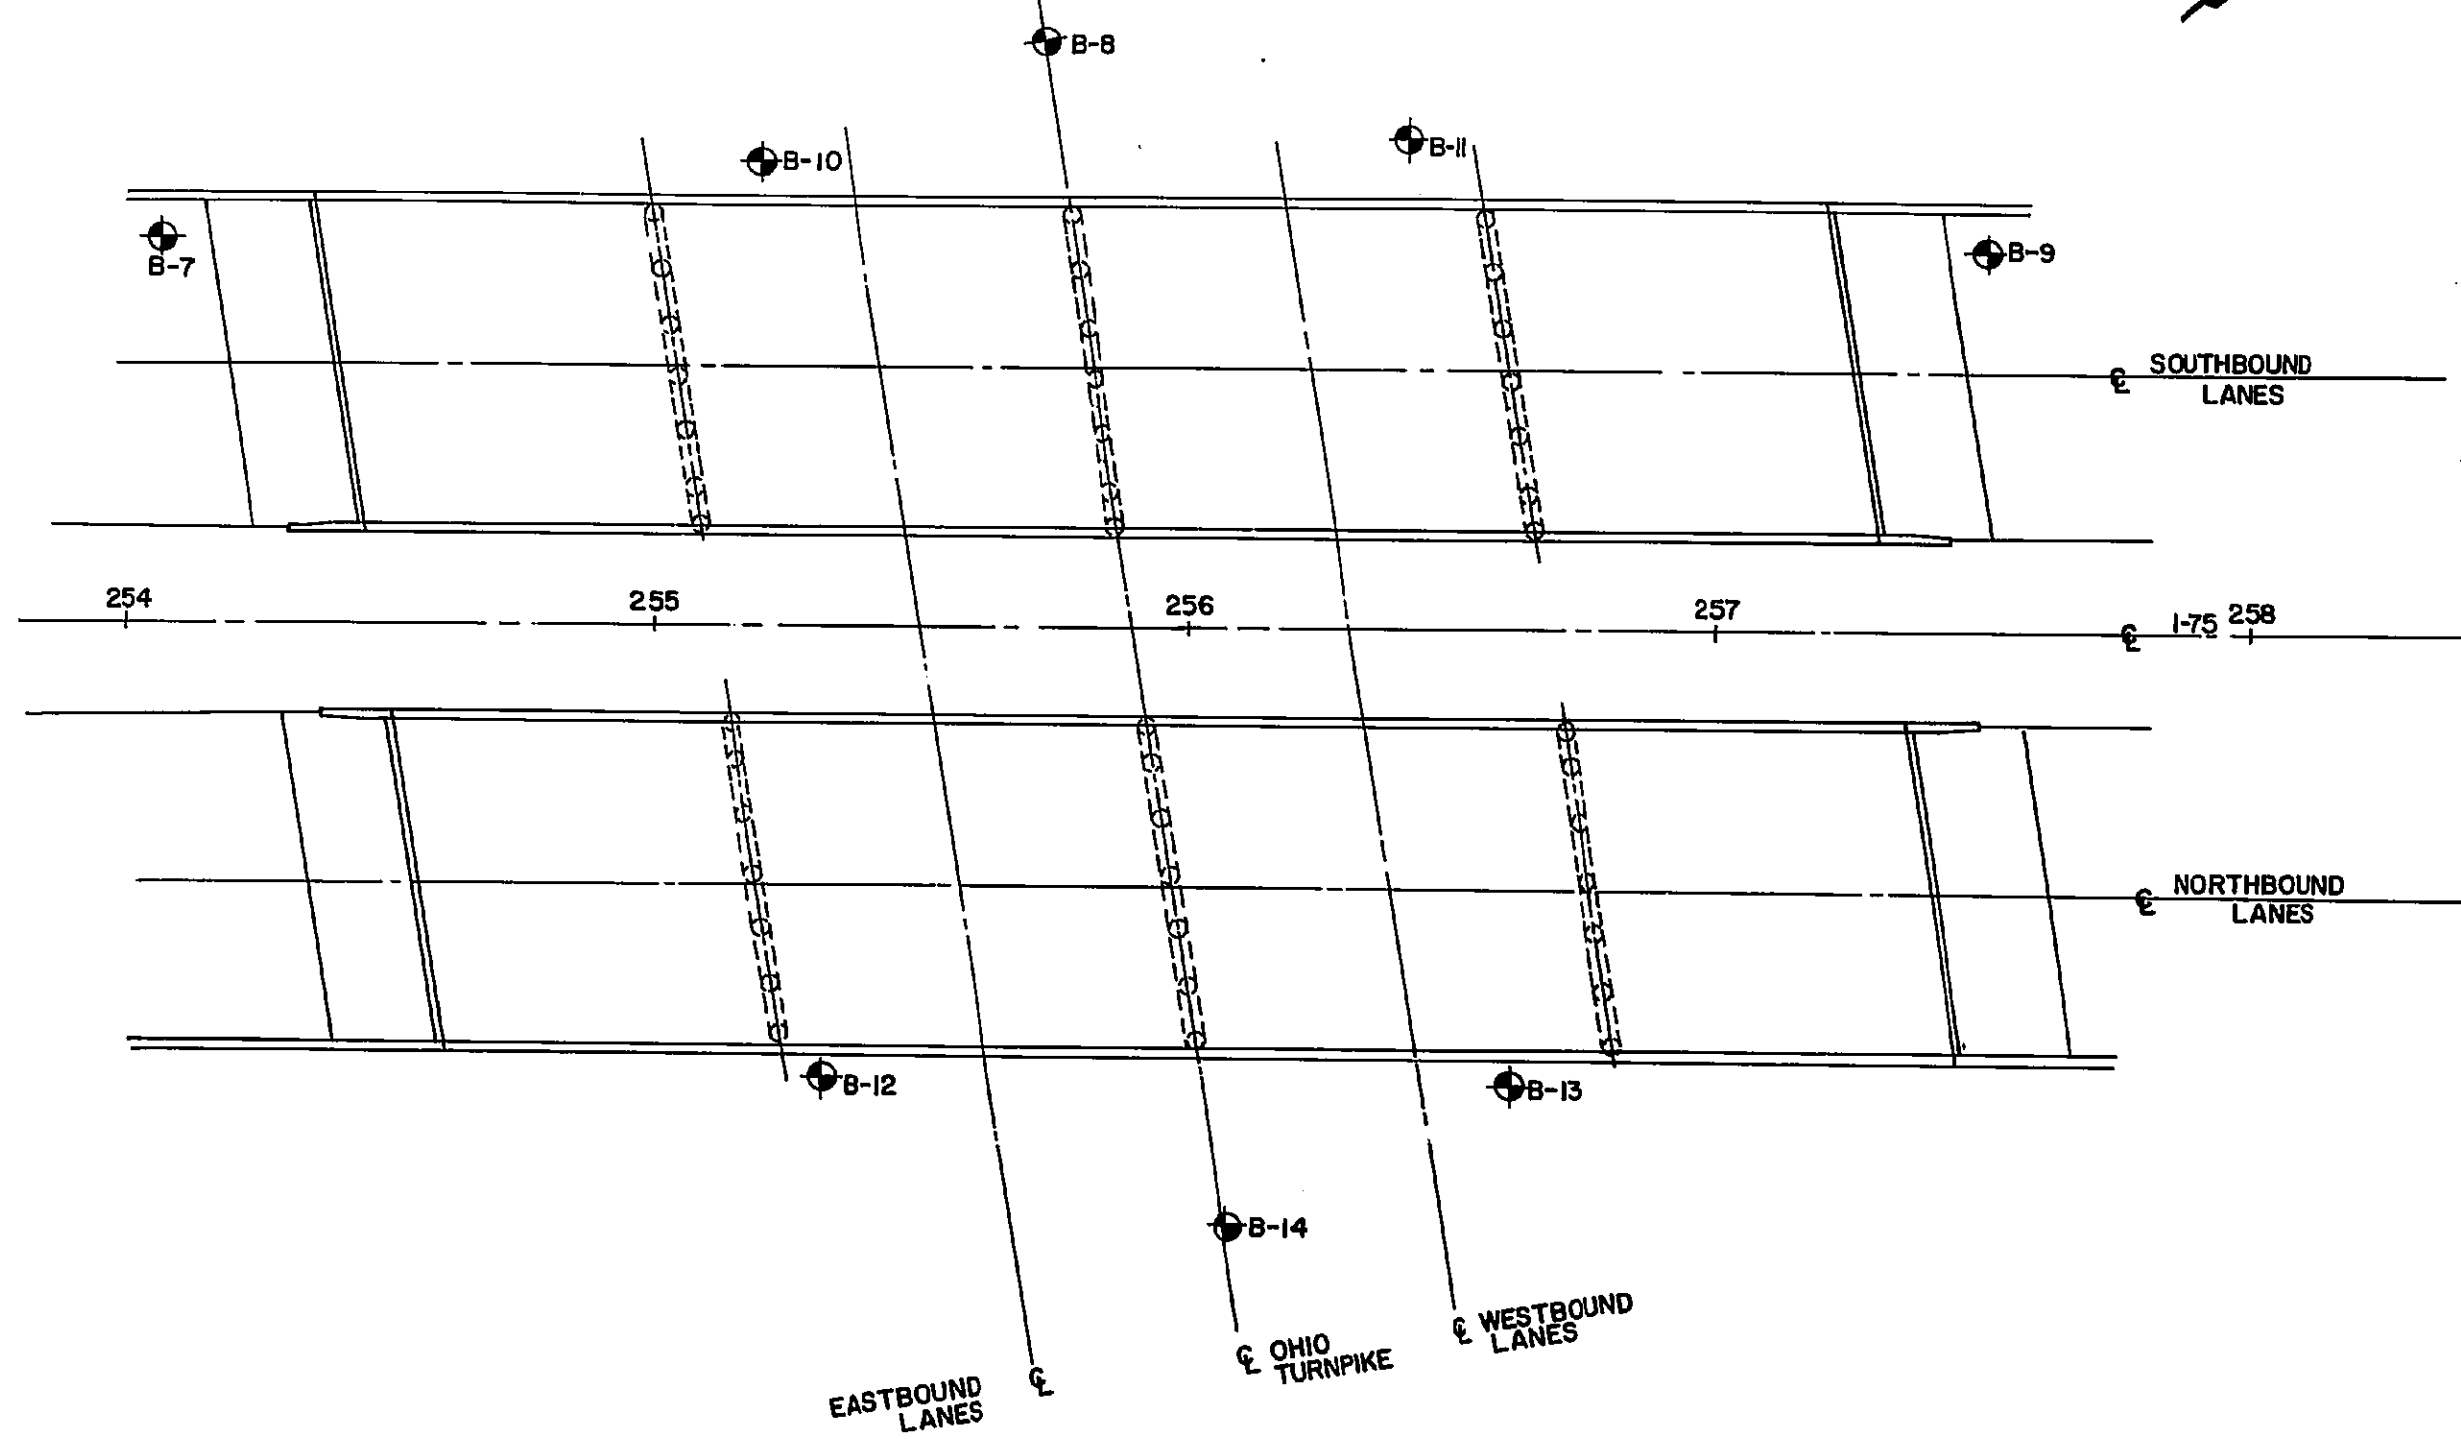 B-8
B-10
B-11
B-7
B-9
℄ SOUTHBOUND
LANES
254
255
256
257
℄ I-75 258
℄ NORTHBOUND
LANES
B-12
B-13
B-14
℄ WESTBOUND
LANES
℄ OHIO
TURNPIKE
EASTBOUND ℄
LANES